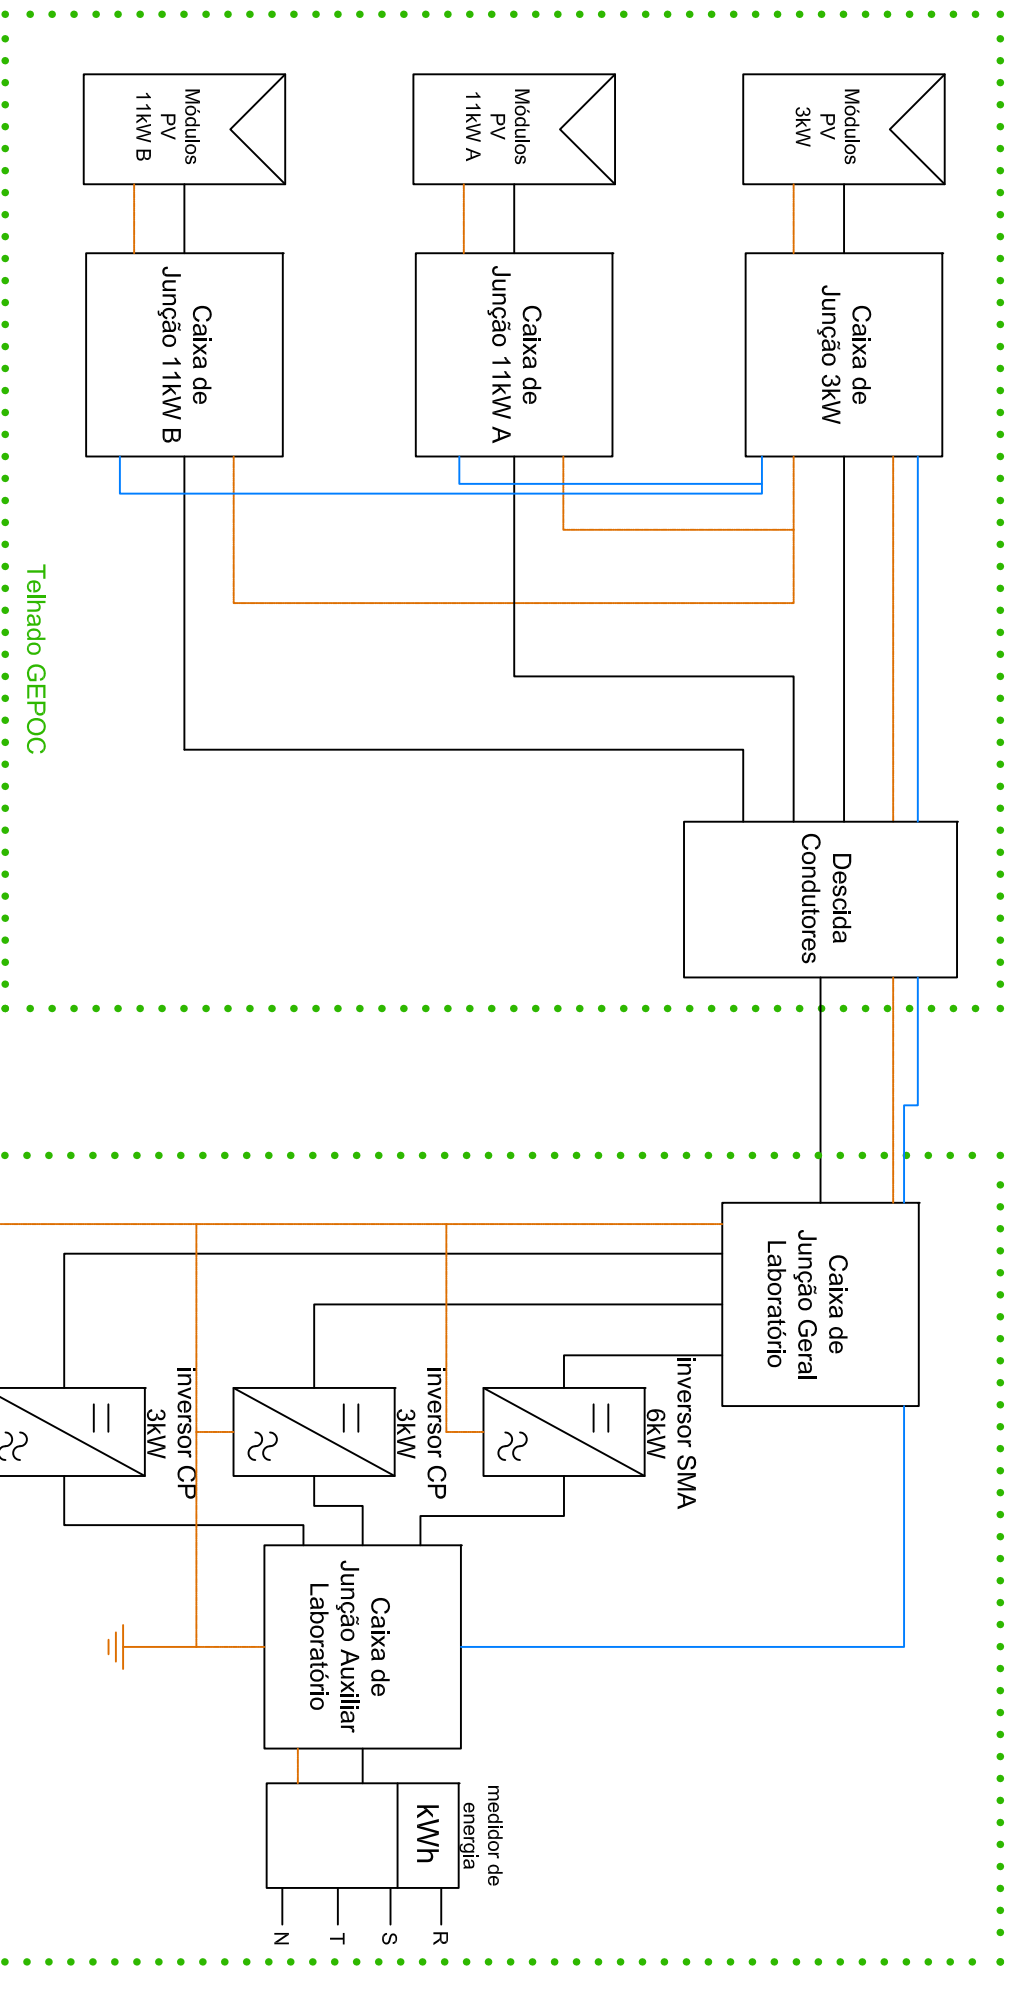 Módulos
PV
3kW
Caixa de
Junção 3kW
Descida
Condutores
Caixa de
Junção Geral
Laboratório
Módulos
PV
11kW A
Caixa de
Junção 11kW A
inversor SMA
6kW
Módulos
PV
11kW B
Caixa de
Junção 11kW B
inversor CP
3kW
inversor CP
3kW
Caixa de
Junção Auxiliar
Laboratório
medidor de
energia
kWh
R
S
T
N
Telhado GEPOC